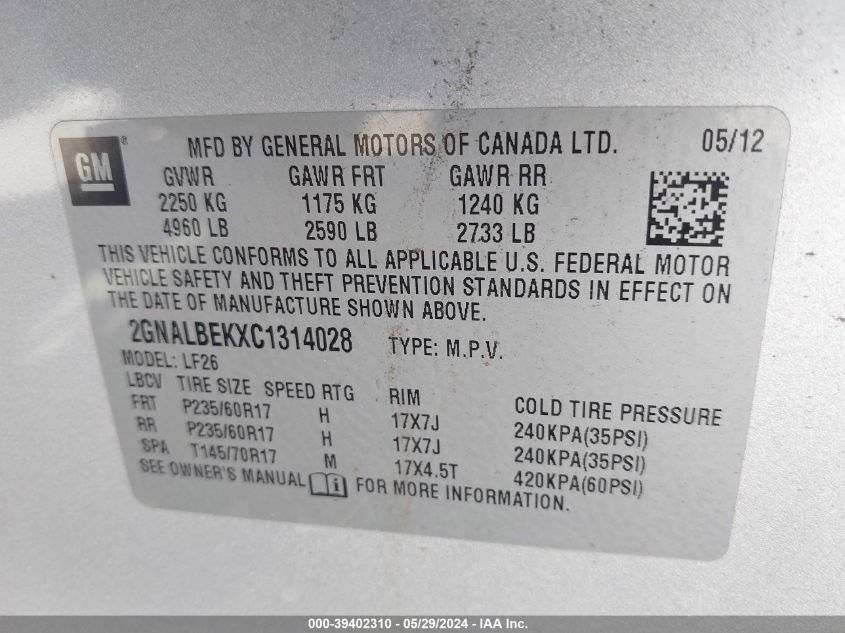 GM®
MFD BY GENERAL MOTORS OF CANADA LTD. 05/12
GVWR GAWR FRT GAWR RR
2250 KG 1175 KG 1240 KG
4960 LB 2590 LB 2733 LB
THIS VEHICLE CONFORMS TO ALL APPLICABLE U.S. FEDERAL MOTOR
VEHICLE SAFETY AND THEFT PREVENTION STANDARDS IN EFFECT ON
THE DATE OF MANUFACTURE SHOWN ABOVE.
2GNALBEKXC1314028 TYPE: M.P.V.
MODEL: LF26
LBCV TIRE SIZE SPEED RTG RIM COLD TIRE PRESSURE
FRT P235/60R17 H 17X7J 240KPA(35PSI)
RR P235/60R17 H 17X7J 240KPA(35PSI)
SPA T145/70R17 M 17X4.5T 420KPA(60PSI)
SEE OWNER'S MANUAL i FOR MORE INFORMATION.
000-39402310 - 05/29/2024 - IAA Inc.